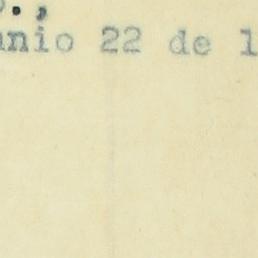 .,
unio 22 de 1